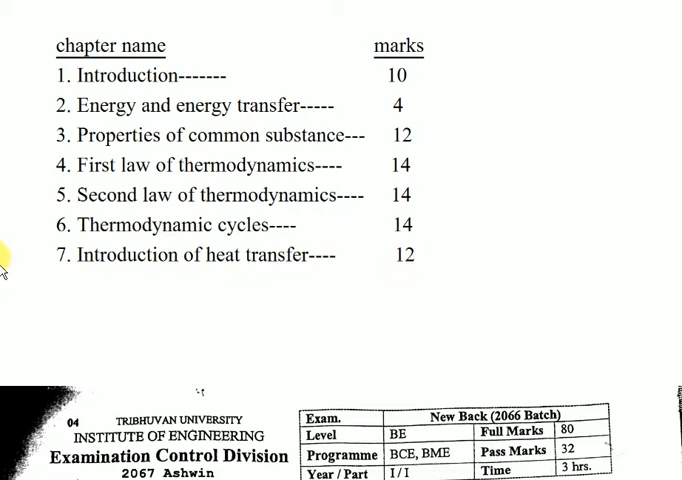 chapter name marks
1. Introduction------- 10
2. Energy and energy transfer----- 4
3. Properties of common substance--- 12
4. First law of thermodynamics---- 14
5. Second law of thermodynamics---- 14
6. Thermodynamic cycles---- 14
7. Introduction of heat transfer---- 12
04 TRIBHUVAN UNIVERSITY
INSTITUTE OF ENGINEERING
Examination Control Division
2067 Ashwin
Exam. New Back (2066 Batch)
Level BE Full Marks 80
Programme BCE, BME Pass Marks 32
Year / Part I / I Time 3 hrs.